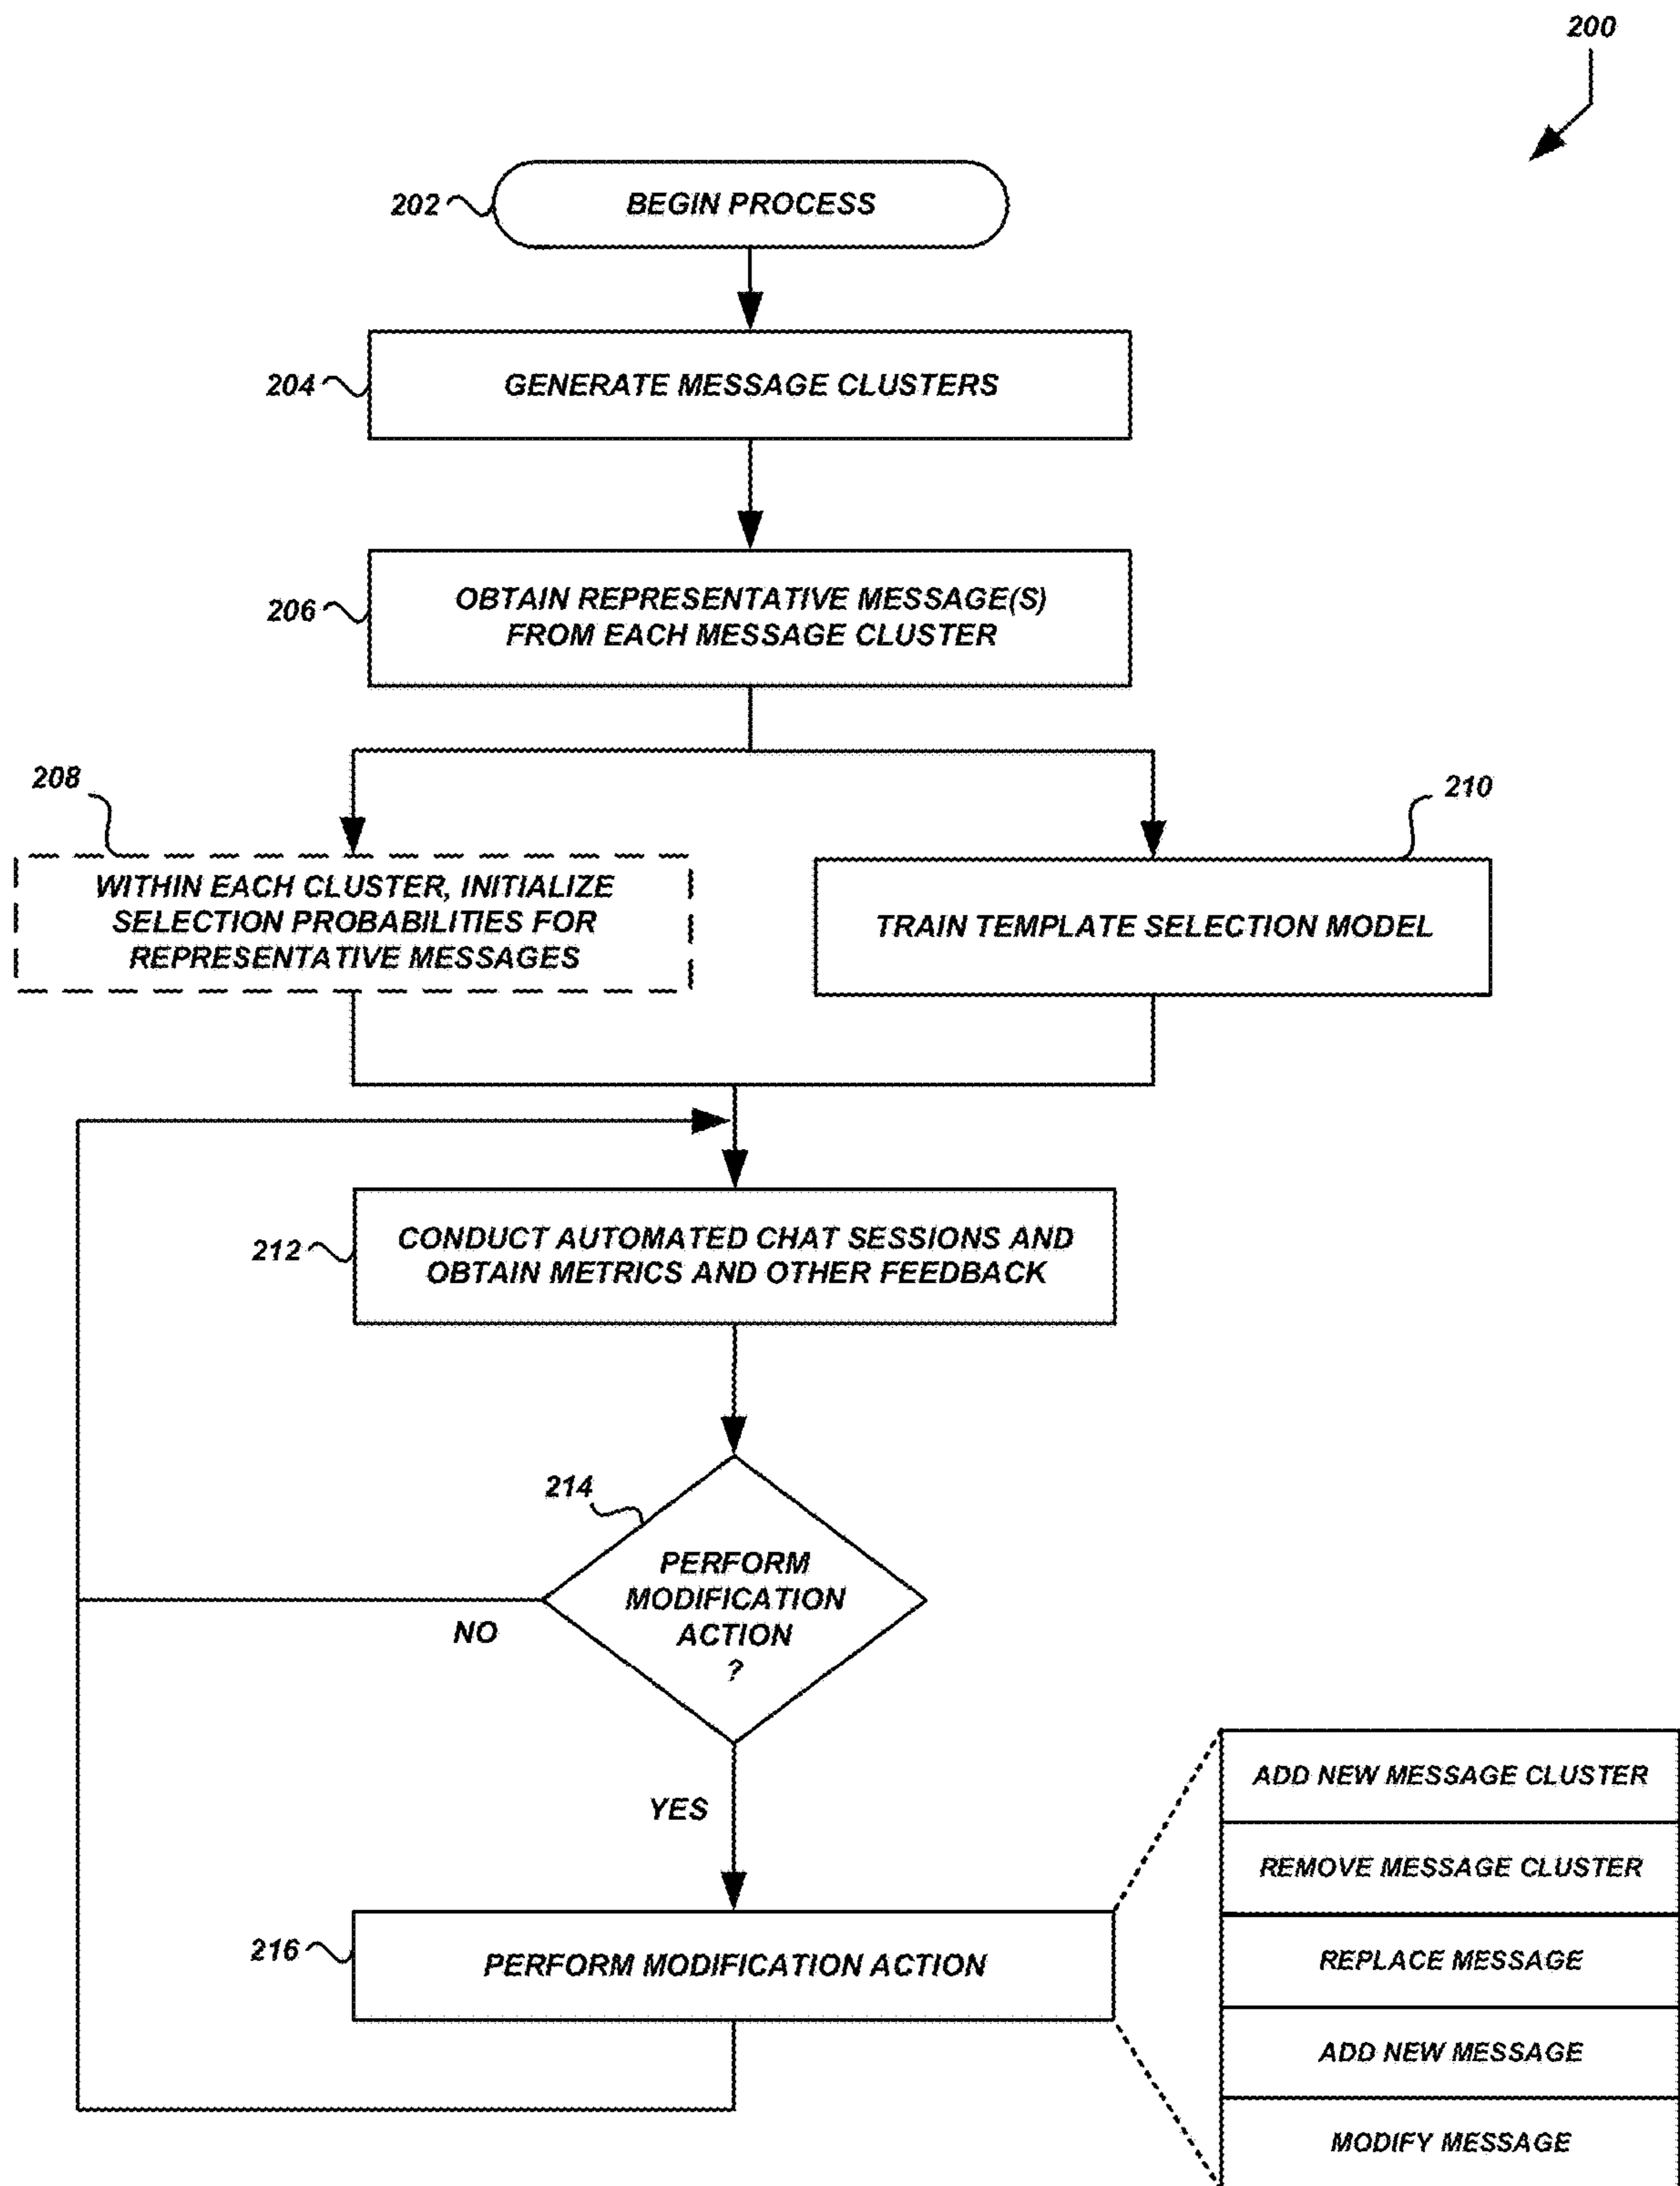 200
202
BEGIN PROCESS
204
GENERATE MESSAGE CLUSTERS
206
OBTAIN REPRESENTATIVE MESSAGE(S)
FROM EACH MESSAGE CLUSTER
208
210
WITHIN EACH CLUSTER, INITIALIZE
SELECTION PROBABILITIES FOR
REPRESENTATIVE MESSAGES
TRAIN TEMPLATE SELECTION MODEL
212
CONDUCT AUTOMATED CHAT SESSIONS AND
OBTAIN METRICS AND OTHER FEEDBACK
214
PERFORM
MODIFICATION
ACTION
?
NO
YES
216
PERFORM MODIFICATION ACTION
ADD NEW MESSAGE CLUSTER
REMOVE MESSAGE CLUSTER
REPLACE MESSAGE
ADD NEW MESSAGE
MODIFY MESSAGE